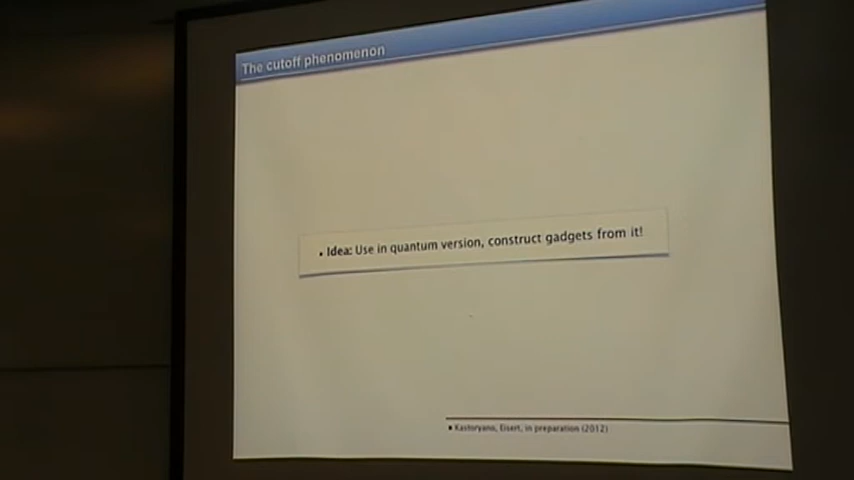 The cutoff phenomenon
• Idea: Use in quantum version, construct gadgets from it!
▪ Kastoryano, Eisert, in preparation (2012)